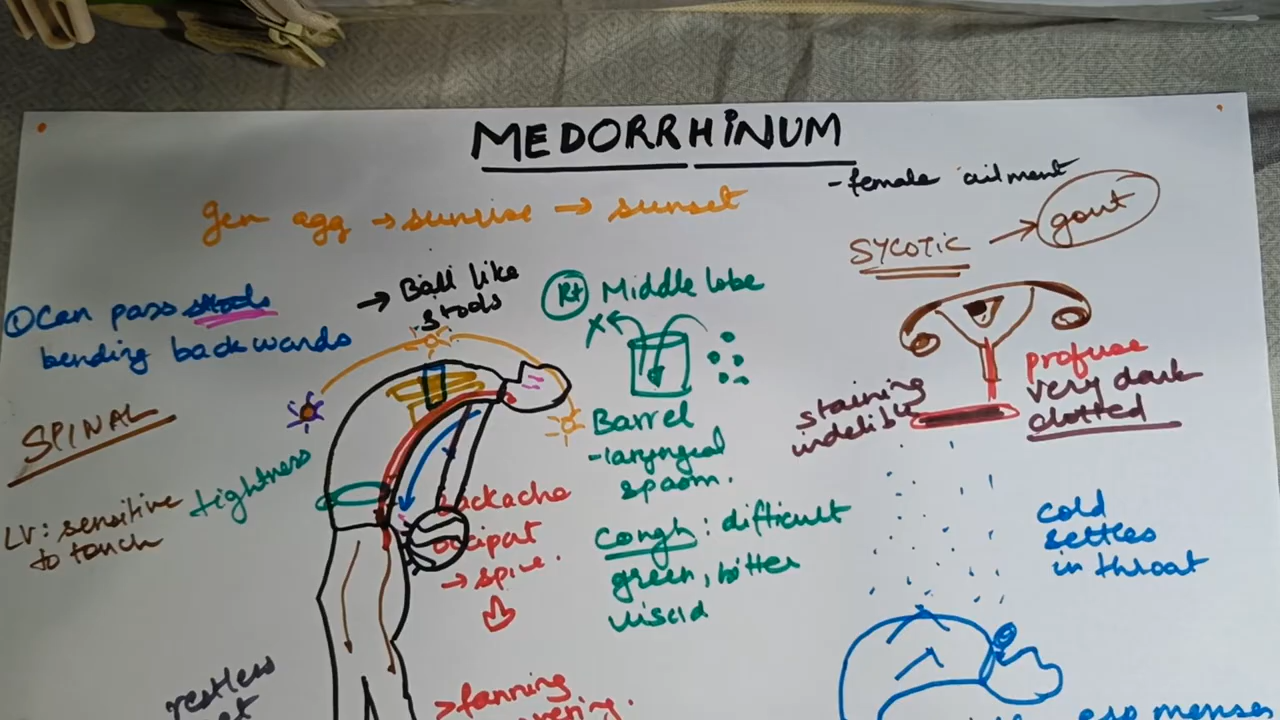 MEDORRHINUM
- female ailment
gen agg → sunrise → sunset
SYCOTIC → gout
① Can pass stools
bending backwards
→ Ball like
stools
Rt Middle lobe
X
Barrel
- laryngeal
spasm.
Cough: difficult
green, bitter
viscid
SPINAL
LV: sensitive
to touch
tightness
backache
occiput
→ spine.
> fanning
restless
profuse
very dark
clotted
staining
indelible
cold
settles
in throat
menses